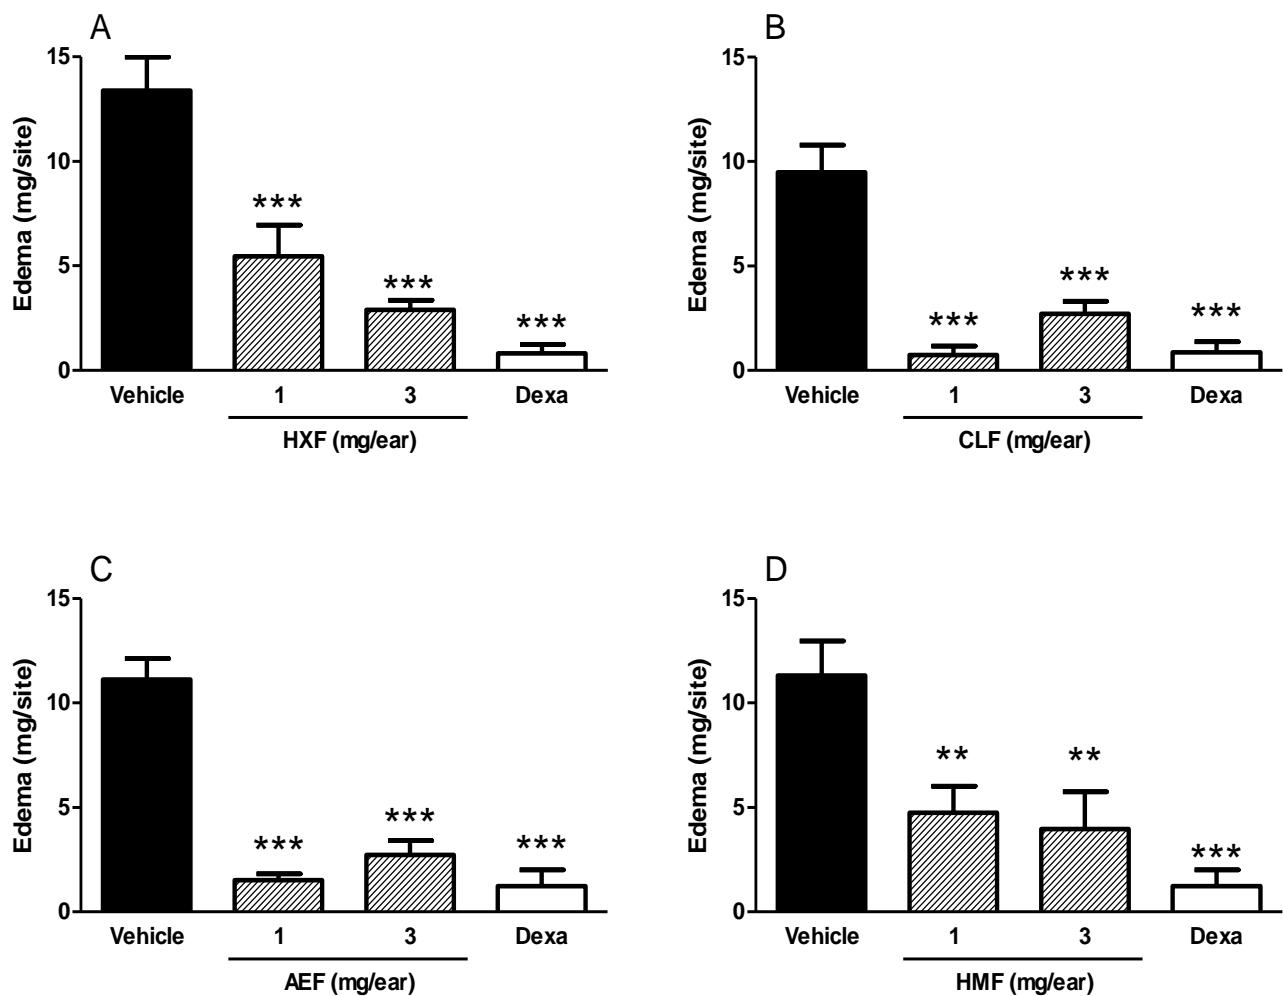 A
Edema (mg/site)
15
10
5
0
***
***
***
Vehicle
1
3
Dexa
HXF (mg/ear)
B
Edema (mg/site)
15
10
5
0
***
***
***
Vehicle
1
3
Dexa
CLF (mg/ear)
C
Edema (mg/site)
15
10
5
0
***
***
***
Vehicle
1
3
Dexa
AEF (mg/ear)
D
Edema (mg/site)
15
10
5
0
**
**
***
Vehicle
1
3
Dexa
HMF (mg/ear)